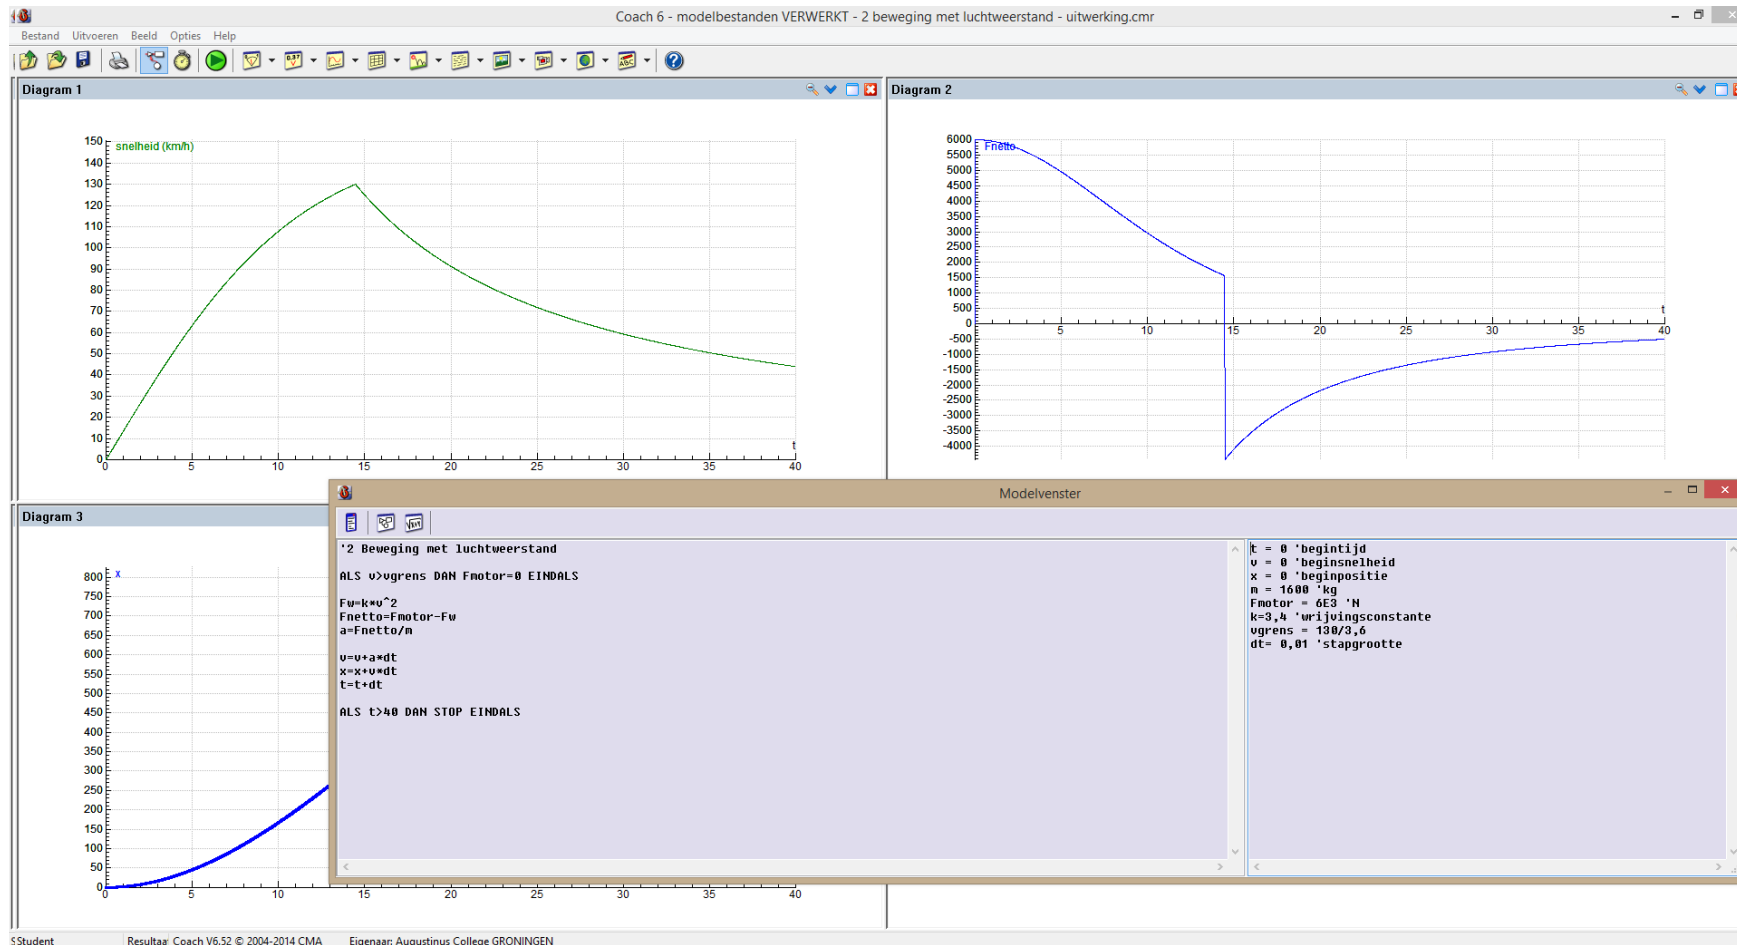 Coach 6 - modelbestanden VERWERKT - 2 beweging met luchtweerstand - uitwerking.cmr
Bestand Uitvoeren Beeld Opties Help
Diagram 1
snelheid (km/h)
150
140
130
120
110
100
90
80
70
60
50
40
30
20
10
0
t
0 5 10 15 20 25 30 35 40
Diagram 2
Fnetto
6000
5500
5000
4500
4000
3500
3000
2500
2000
1500
1000
500
0
-500
-1000
-1500
-2000
-2500
-3000
-3500
-4000
t
5 10 15 20 25 30 35 40
Diagram 3
x
800
750
700
650
600
550
500
450
400
350
300
250
200
150
100
50
0
0 5 10 15 20 25 30 35 40
Modelvenster
'2 Beweging met luchtweerstand
ALS v>vgrens DAN Fmotor=0 EINDALS
Fw=k*v^2
Fnetto=Fmotor-Fw
a=Fnetto/m
v=v+a*dt
x=x+v*dt
t=t+dt
ALS t>40 DAN STOP EINDALS
t = 0 'begintijd
v = 0 'beginsnelheid
x = 0 'beginpositie
m = 1600 'kg
Fmotor = 6E3 'N
k=3,4 'wrijvingsconstante
vgrens = 130/3,6
dt= 0,01 'stapgrootte
SStudent Resultaa Coach V6.52 © 2004-2014 CMA Eigenaar: Augustinus College GRONINGEN